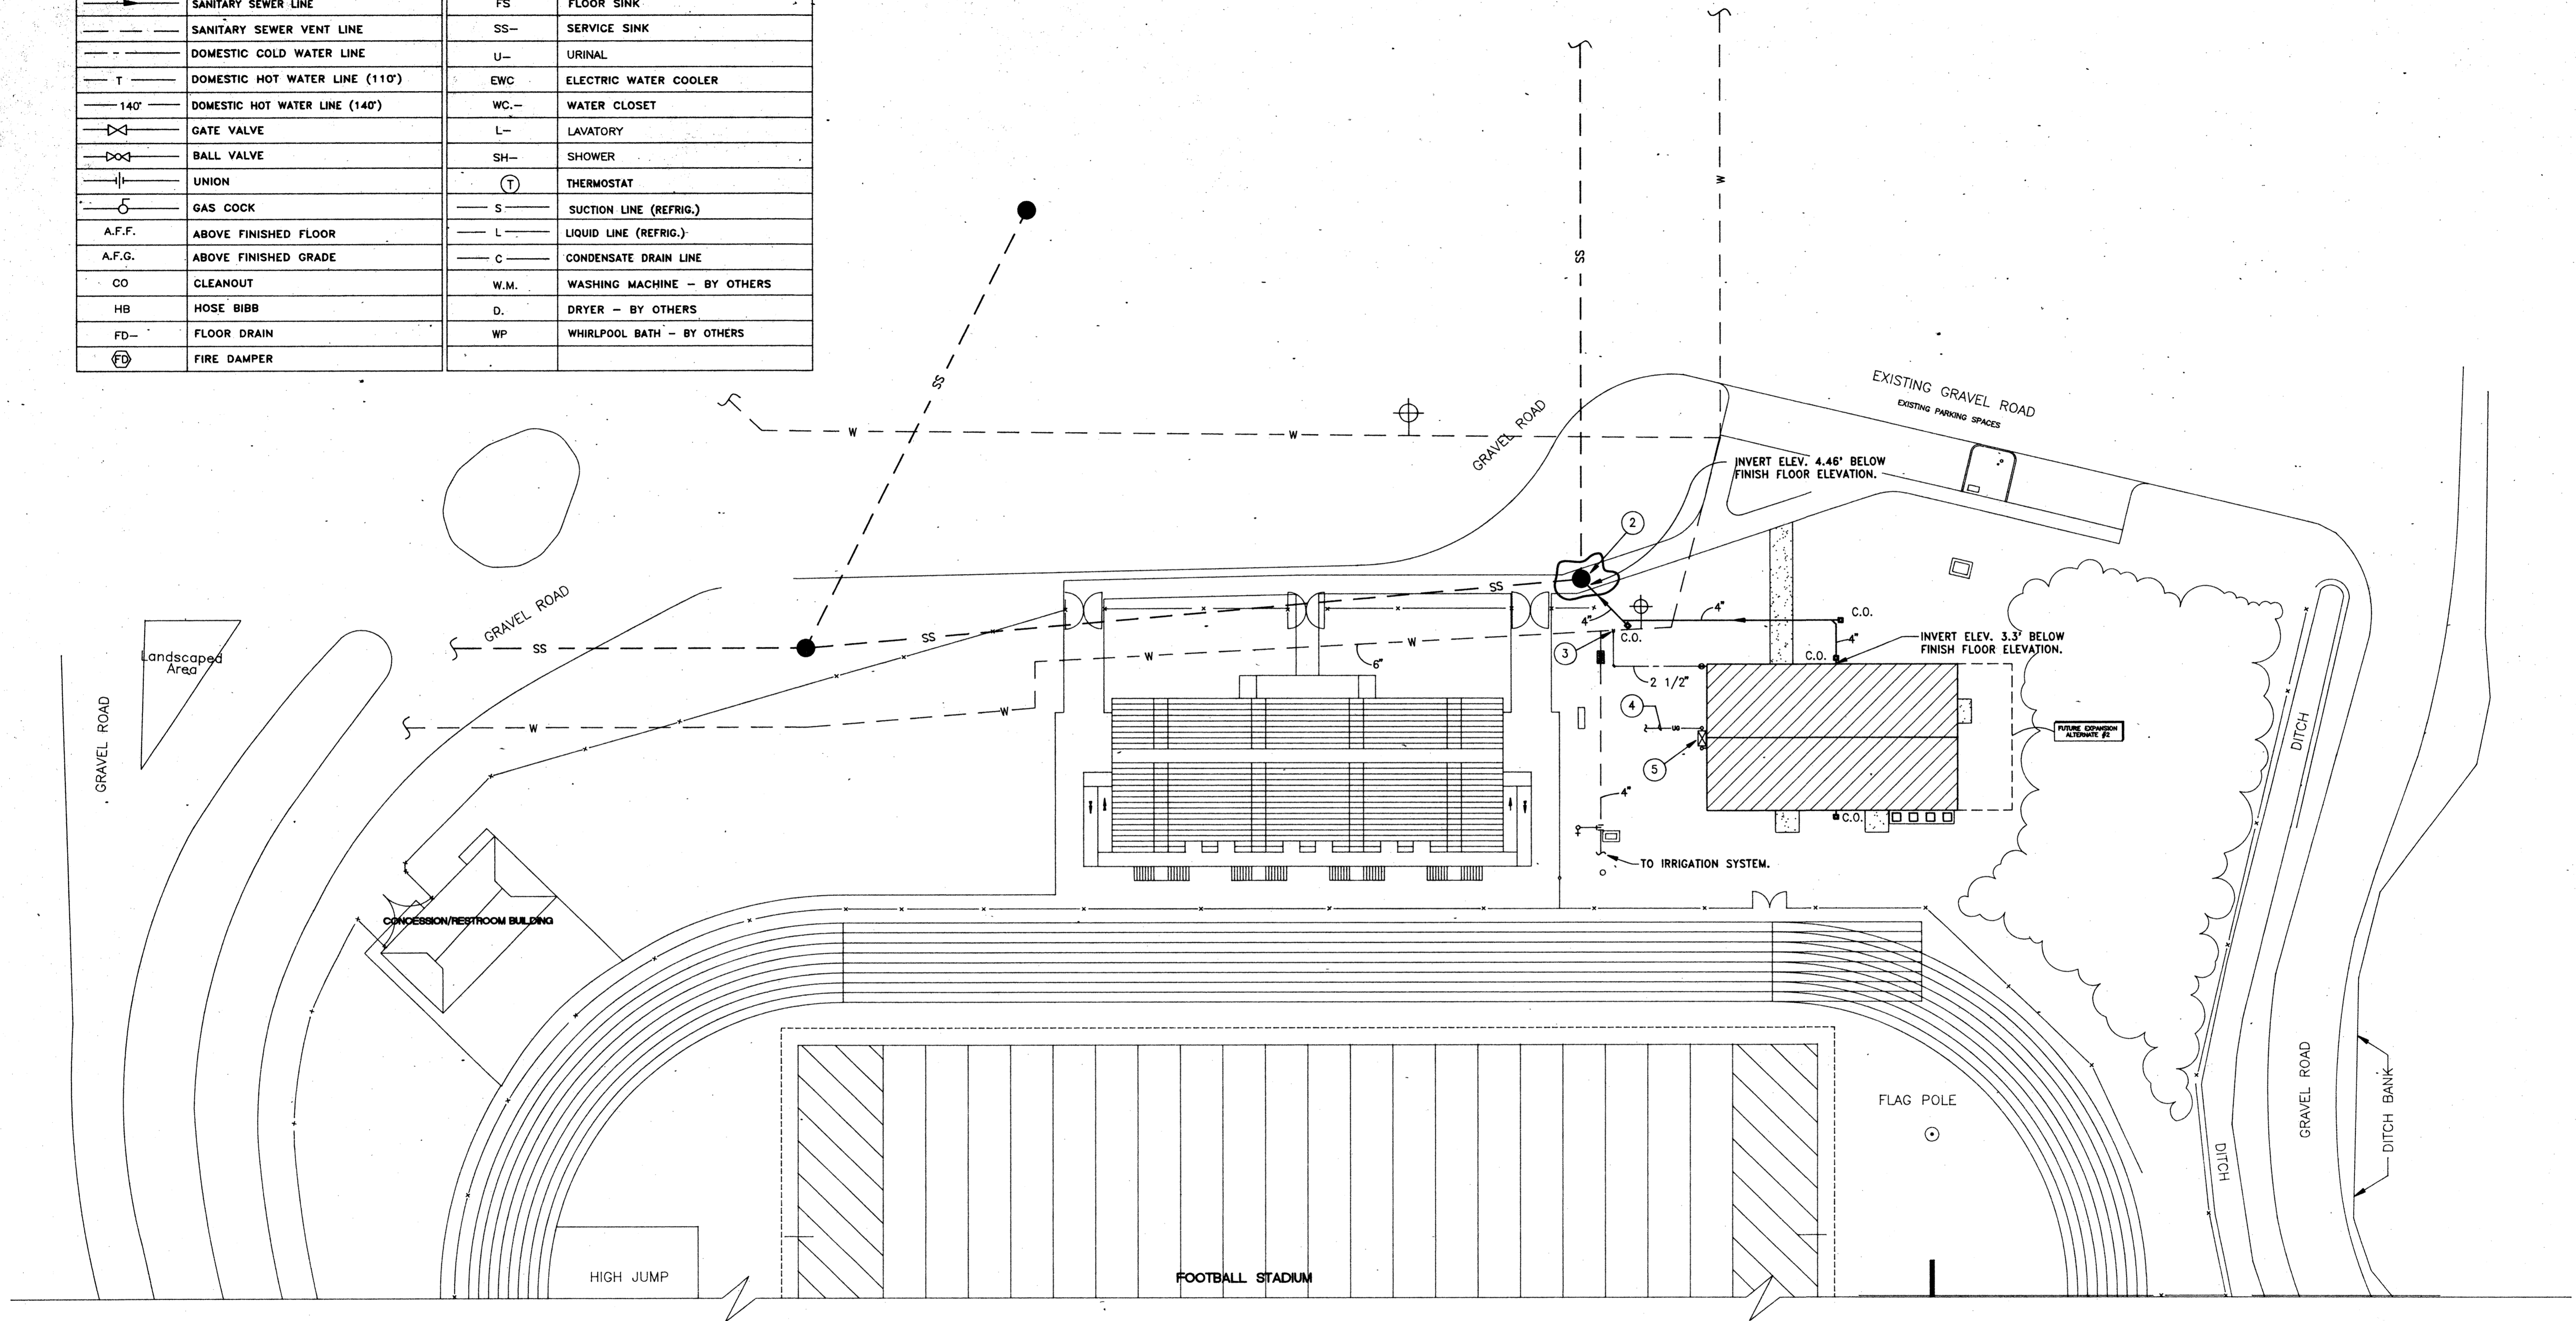 SANITARY SEWER LINE
FS FLOOR SINK
SANITARY SEWER VENT LINE
SS- SERVICE SINK
DOMESTIC COLD WATER LINE
U- URINAL
T DOMESTIC HOT WATER LINE (110°)
EWC ELECTRIC WATER COOLER
140° DOMESTIC HOT WATER LINE (140°)
WC.- WATER CLOSET
GATE VALVE
L- LAVATORY
BALL VALVE
SH- SHOWER
UNION
T THERMOSTAT
GAS COCK
S SUCTION LINE (REFRIG.)
A.F.F. ABOVE FINISHED FLOOR
L LIQUID LINE (REFRIG.)
A.F.G. ABOVE FINISHED GRADE
C CONDENSATE DRAIN LINE
CO CLEANOUT
W.M. WASHING MACHINE - BY OTHERS
HB HOSE BIBB
D. DRYER - BY OTHERS
FD- FLOOR DRAIN
WP WHIRLPOOL BATH - BY OTHERS
FD FIRE DAMPER
W
SS
SS
W
W
GRAVEL ROAD
EXISTING GRAVEL ROAD
EXISTING PARKING SPACES
INVERT ELEV. 4.46' BELOW
FINISH FLOOR ELEVATION.
2
GRAVEL ROAD
SS
SS
SS
4"
4"
C.O.
C.O.
4"
C.O.
INVERT ELEV. 3.3' BELOW
FINISH FLOOR ELEVATION.
3
W
W
6"
2 1/2"
Landscaped
Area
GRAVEL ROAD
W
W
4
UG
5
4"
FUTURE EXPANSION
ALTERNATE #2
DITCH
C.O.
TO IRRIGATION SYSTEM.
CONCESSION/RESTROOM BUILDING
FLAG POLE
GRAVEL ROAD
DITCH BANK
DITCH
HIGH JUMP
FOOTBALL STADIUM